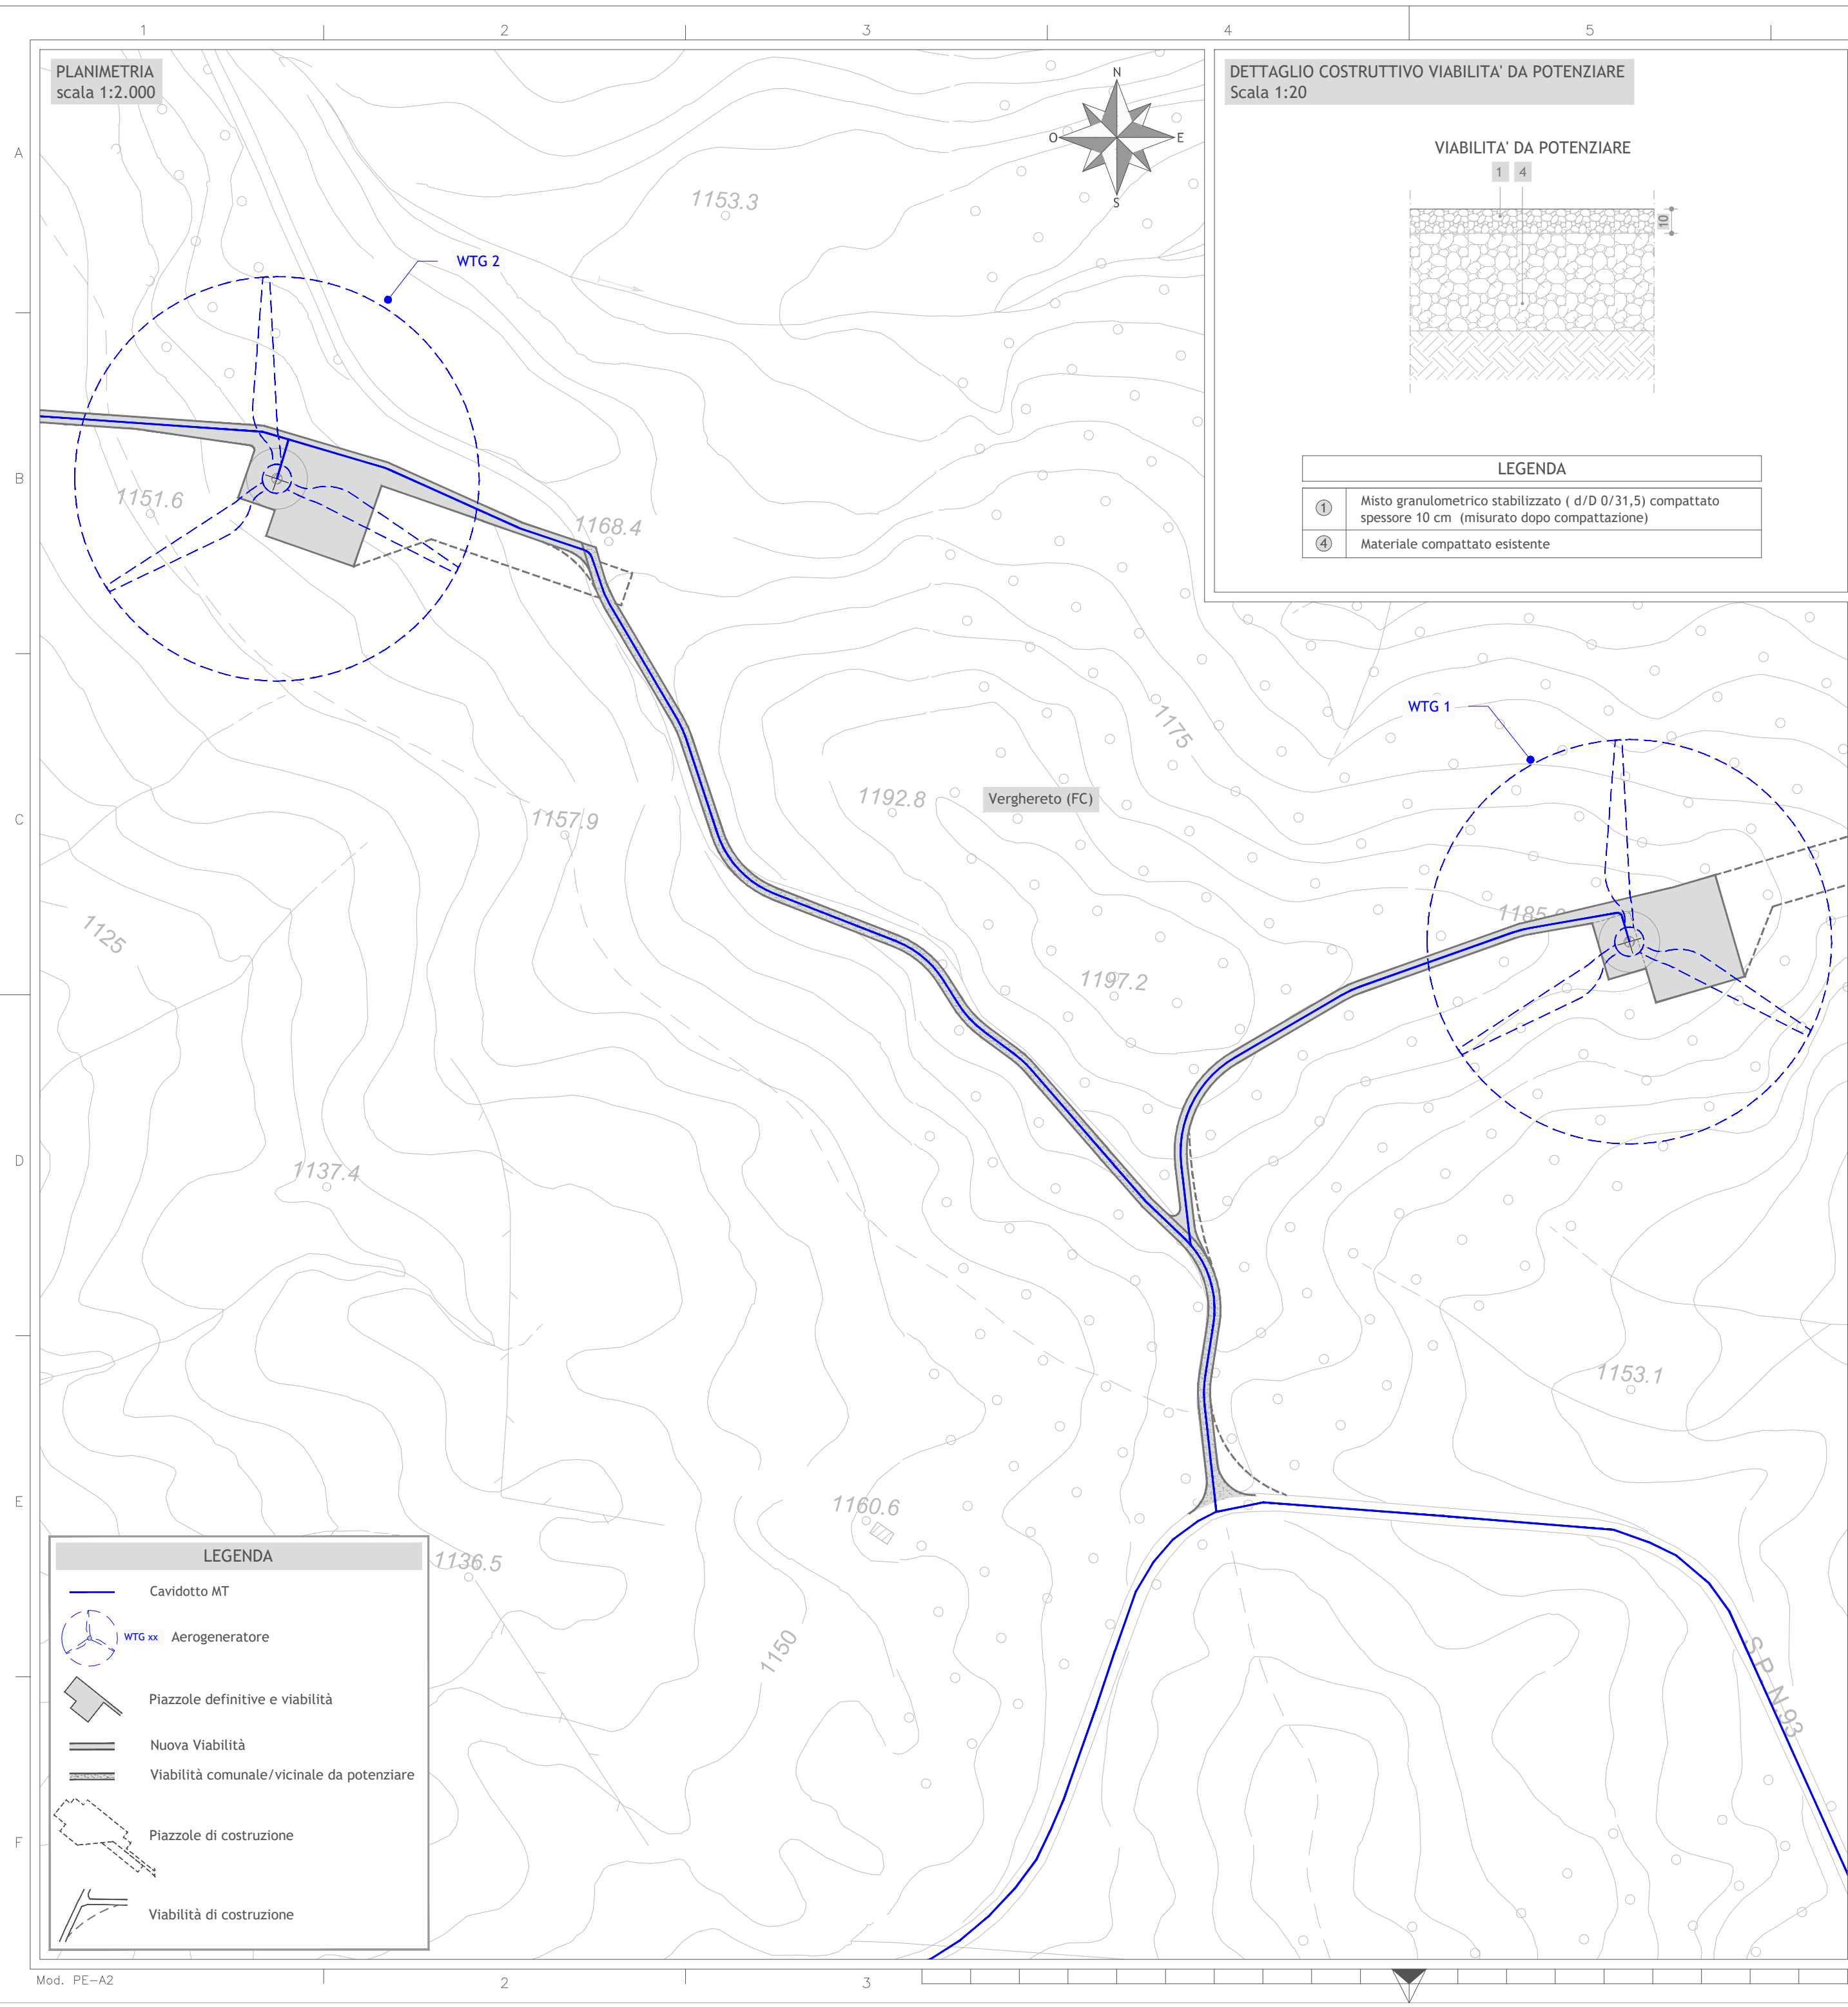 1
2
3
4
5
PLANIMETRIA
scala 1:2.000
N
O
E
S
DETTAGLIO COSTRUTTIVO VIABILITA' DA POTENZIARE
Scala 1:20
VIABILITA' DA POTENZIARE
1 4
10
LEGENDA
1 Misto granulometrico stabilizzato ( d/D 0/31,5) compattato
spessore 10 cm (misurato dopo compattazione)
4 Materiale compattato esistente
A
B
C
D
E
F
1153.3
WTG 2
1151.6
1168.4
WTG 1
1175
1192.8
Verghereto (FC)
1157.9
1125
1197.2
1137.4
1153.1
1160.6
1136.5
1150
S P N 93
LEGENDA
Cavidotto MT
WTG xx Aerogeneratore
Piazzole definitive e viabilità
Nuova Viabilità
Viabilità comunale/vicinale da potenziare
Piazzole di costruzione
Viabilità di costruzione
Mod. PE-A2
2
3